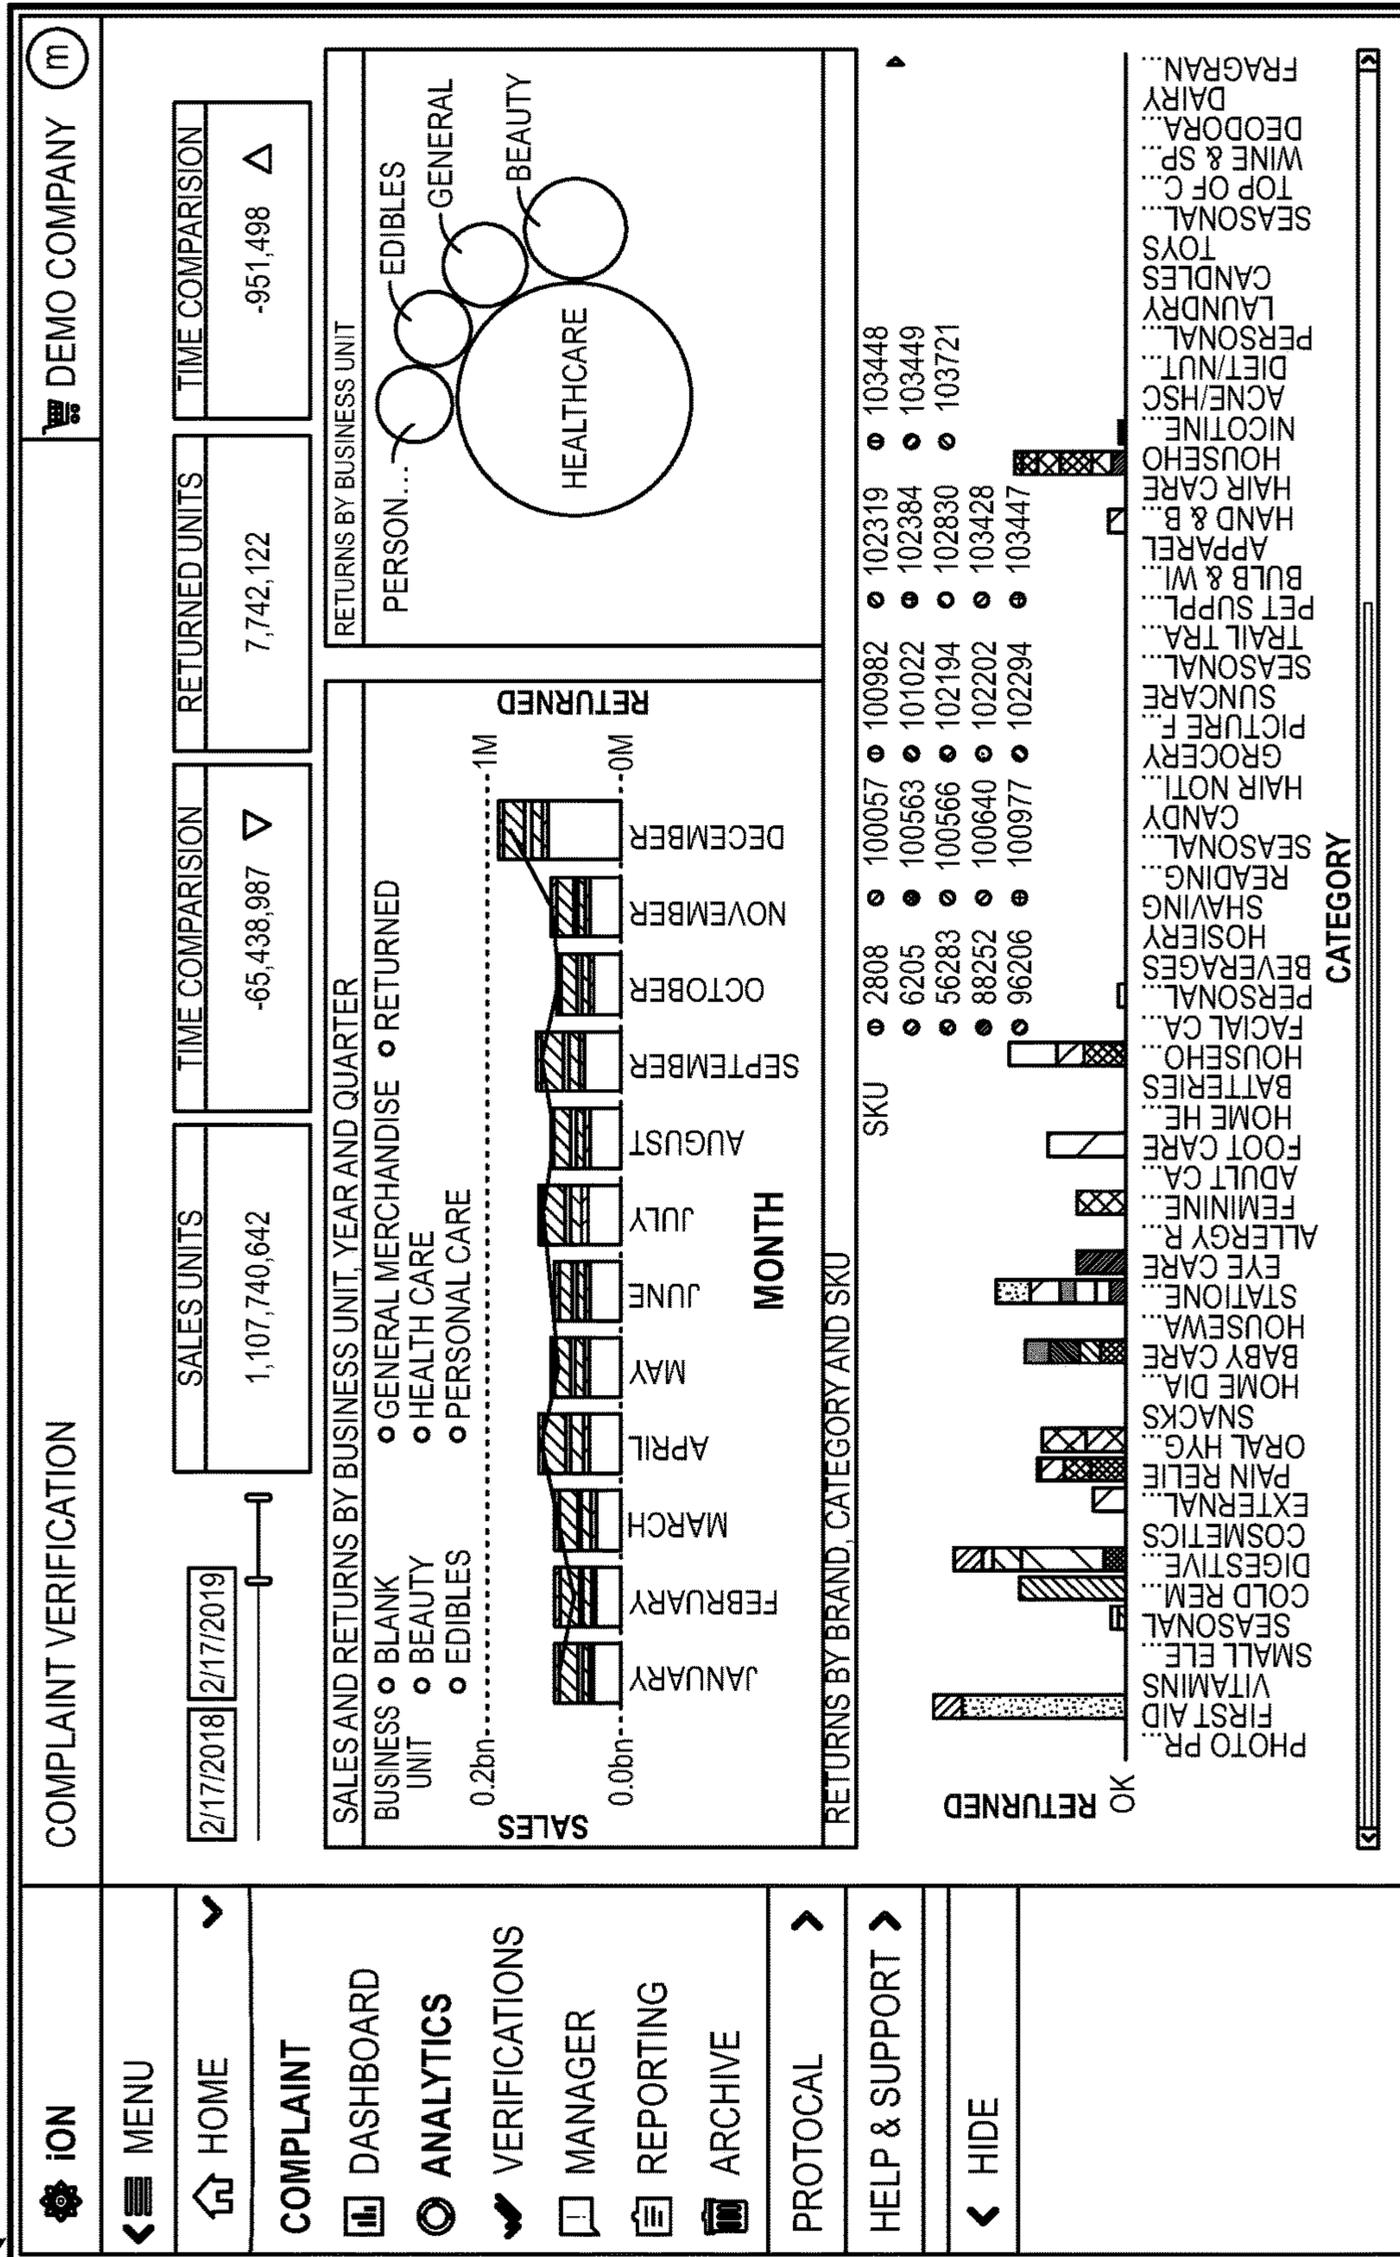 iON
COMPLAINT VERIFICATION
DEMO COMPANY
m
MENU
HOME
COMPLAINT
DASHBOARD
ANALYTICS
VERIFICATIONS
MANAGER
REPORTING
ARCHIVE
PROTOCAL
HELP & SUPPORT
HIDE
2/17/2018 2/17/2019
SALES UNITS
1,107,740,642
TIME COMPARISION
-65,438,987
RETURNED UNITS
7,742,122
TIME COMPARISION
-951,498
SALES AND RETURNS BY BUSINESS UNIT, YEAR AND QUARTER
BUSINESS UNIT
BLANK
GENERAL MERCHANDISE
RETURNED
BEAUTY
HEALTH CARE
EDIBLES
PERSONAL CARE
0.2bn
1M
0.0bn
0M
SALES
RETURNED
JANUARY
FEBRUARY
MARCH
APRIL
MAY
JUNE
JULY
AUGUST
SEPTEMBER
OCTOBER
NOVEMBER
DECEMBER
MONTH
RETURNS BY BUSINESS UNIT
PERSON...
EDIBLES
GENERAL
BEAUTY
HEALTHCARE
RETURNS BY BRAND, CATEGORY AND SKU
SKU
2808 100057 100982 102319 103448
6205 100563 101022 102384 103449
56283 100566 102194 102830 103721
88252 100640 102202 103428
96206 100977 102294 103447
RETURNED
OK
PHOTO PR...
FIRST AID
VITAMINS
SMALL ELE...
SEASONAL
COLD REM...
DIGESTIVE...
COSMETICS
EXTERNAL...
PAIN RELIE
ORAL HYG...
SNACKS
HOME DIA...
BABY CARE
HOUSEWA...
STATIONE...
EYE CARE
ALLERGY R...
FEMININE...
ADULT CA...
FOOT CARE
HOME HE...
BATTERIES
HOUSEHO...
FACIAL CA...
PERSONAL...
BEVERAGES
HOSIERY
SHAVING
READING...
SEASONAL...
CANDY
HAIR NOTI...
GROCERY
PICTURE F...
SUNCARE
SEASONAL...
TRAIL TRA...
PET SUPPL...
BULB & WI...
APPAREL
HAND & B...
HAIR CARE
HOUSEHO
NICOTINE...
ACNE/HSC
DIET/NUT...
PERSONAL...
LAUNDRY
CANDLES
TOYS
SEASONAL...
TOP OF C...
WINE & SP...
DEODORA...
DAIRY
FRAGRAN...
CATEGORY